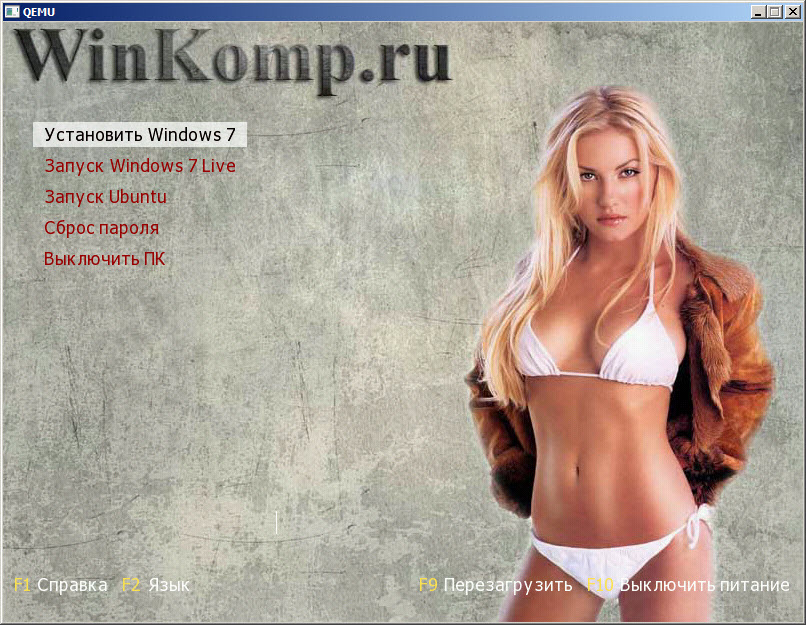 QEMU
WinKomp.ru
Установить Windows 7
Запуск Windows 7 Live
Запуск Ubuntu
Сброс пароля
Выключить ПК
F1 Справка F2 Язык F9 Перезагрузить F10 Выключить питание